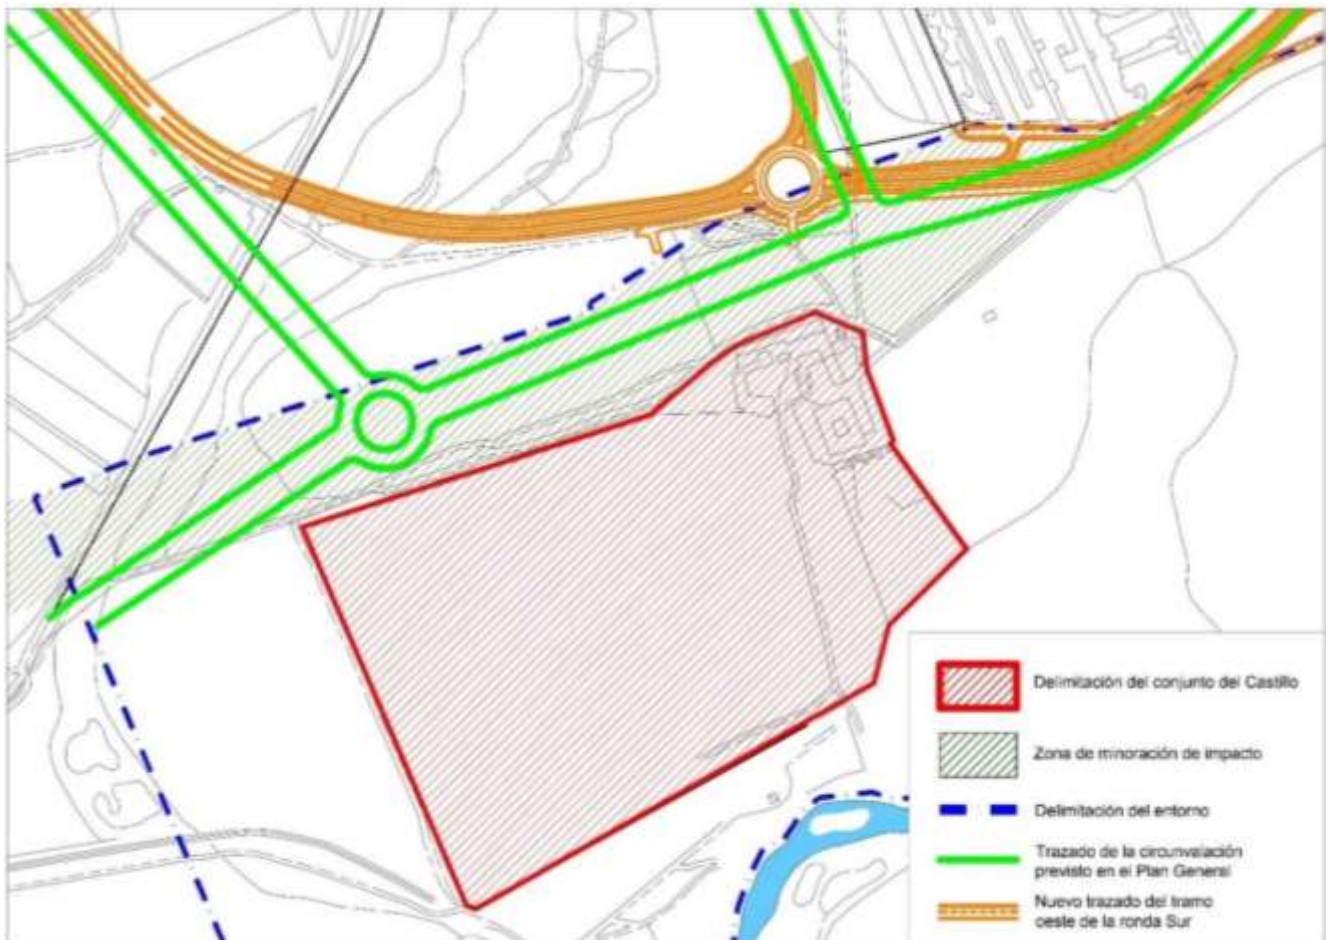 Delimitación del conjunto del Castillo
Zona de minoración de impacto
Delimitación del entorno
Trazado de la circunvalación
previsto en el Plan General
Nuevo trazado del tramo
oeste de la ronda Sur